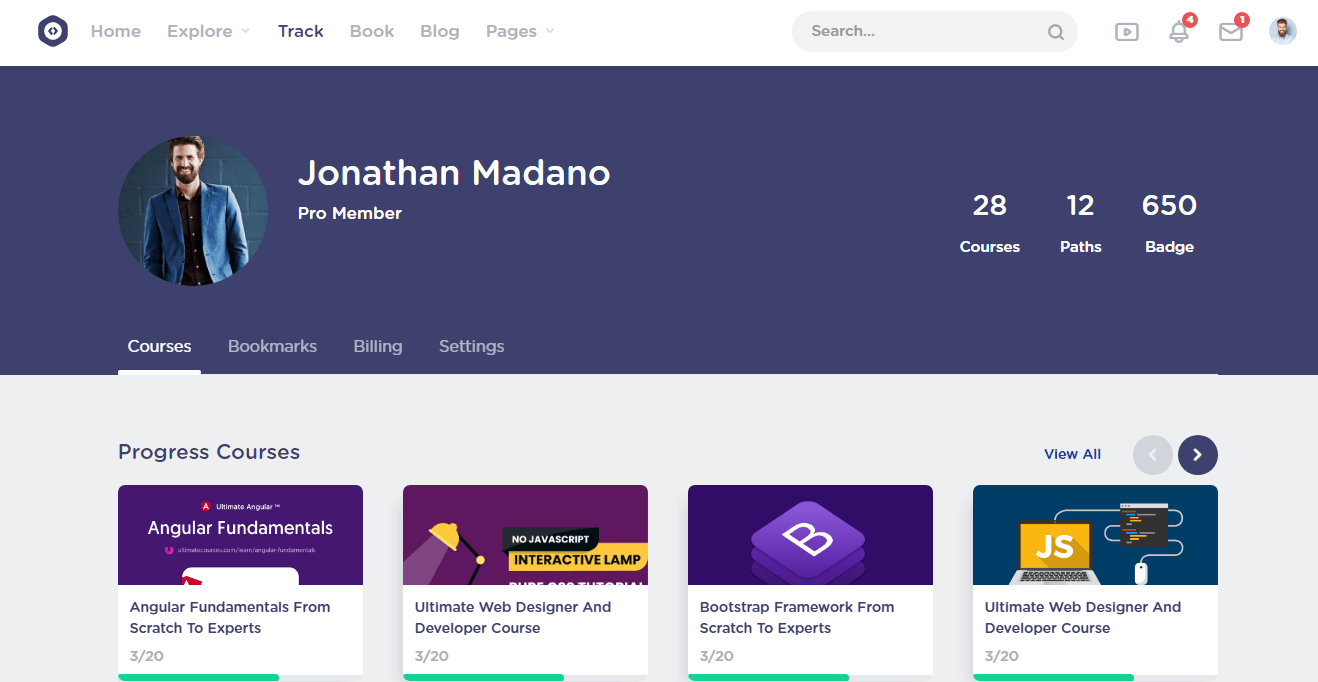 Home Explore Track Book Blog Pages Search... 4 1
Jonathan Madano
Pro Member
28 12 650
Courses Paths Badge
Courses Bookmarks Billing Settings
Progress Courses View All
Ultimate Angular ™
Angular Fundamentals
ultimatecourses.com/learn/angular-fundamentals
NO JAVASCRIPT
INTERACTIVE LAMP
PURE CSS TUTORIAL
B
JS
Angular Fundamentals From
Scratch To Experts
3/20
Ultimate Web Designer And
Developer Course
3/20
Bootstrap Framework From
Scratch To Experts
3/20
Ultimate Web Designer And
Developer Course
3/20